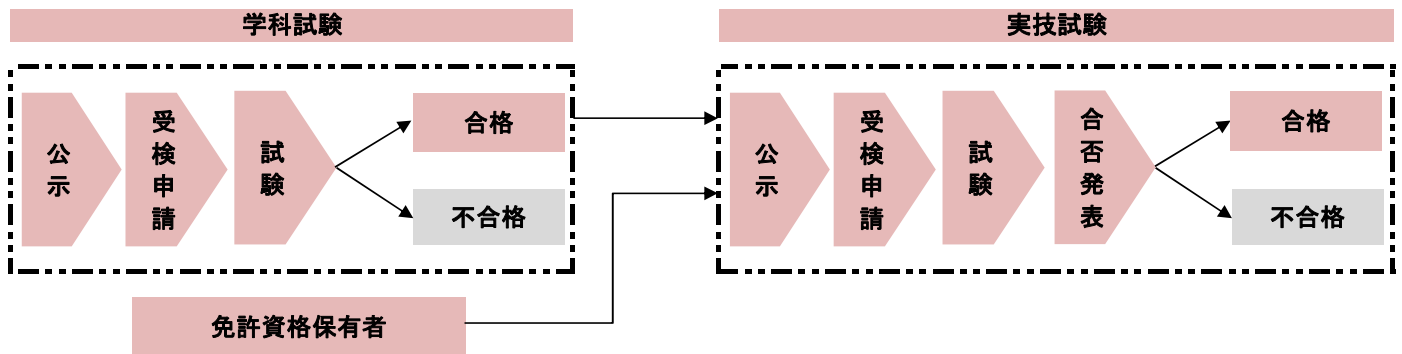 学科試験
公示
受検申請
試験
合格
不合格
免許資格保有者
実技試験
公示
受検申請
試験
合否発表
合格
不合格